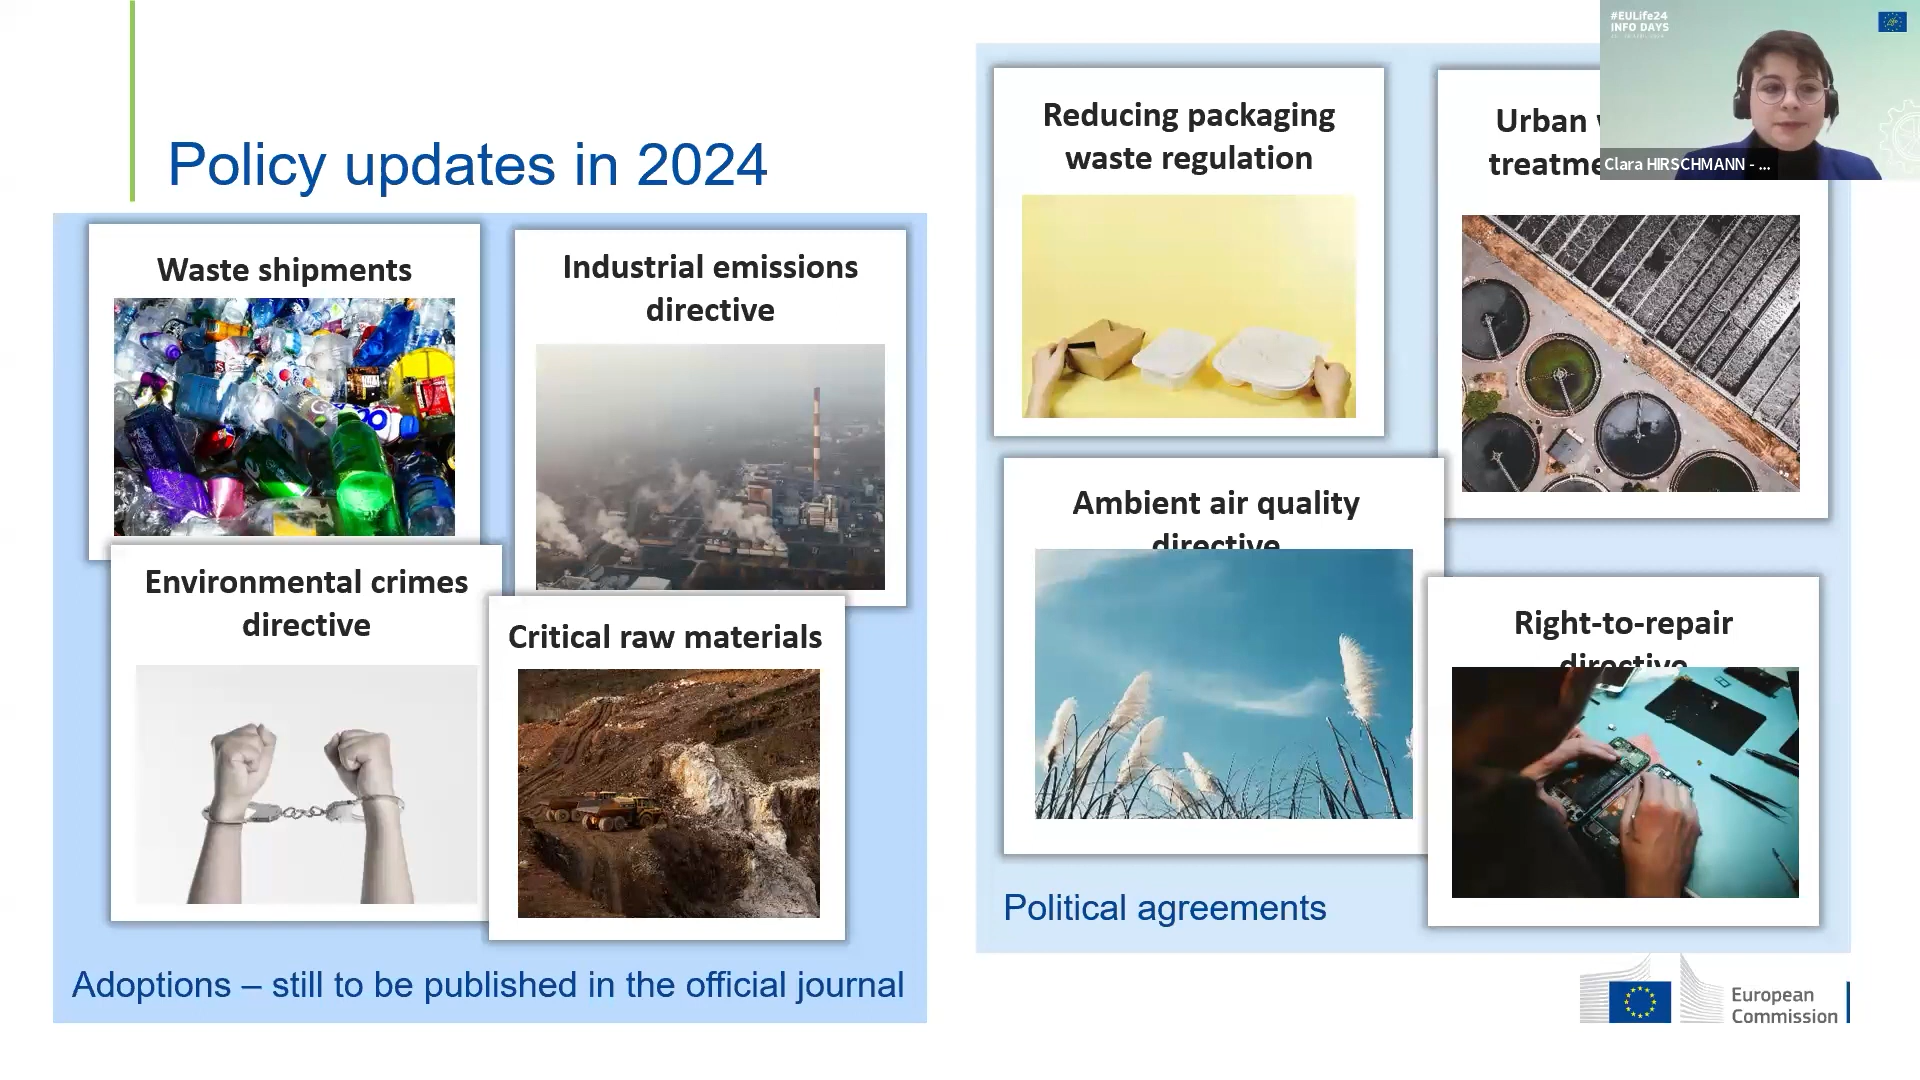 Policy updates in 2024
Waste shipments
Industrial emissions
directive
Environmental crimes
directive
Critical raw materials
Adoptions – still to be published in the official journal
Reducing packaging
waste regulation
Urban
Ambient air quality
directive
Right-to-repair
directive
Political agreements
#EULife24
INFO DAYS
Clara HIRSCHMANN - ...
European
Commission